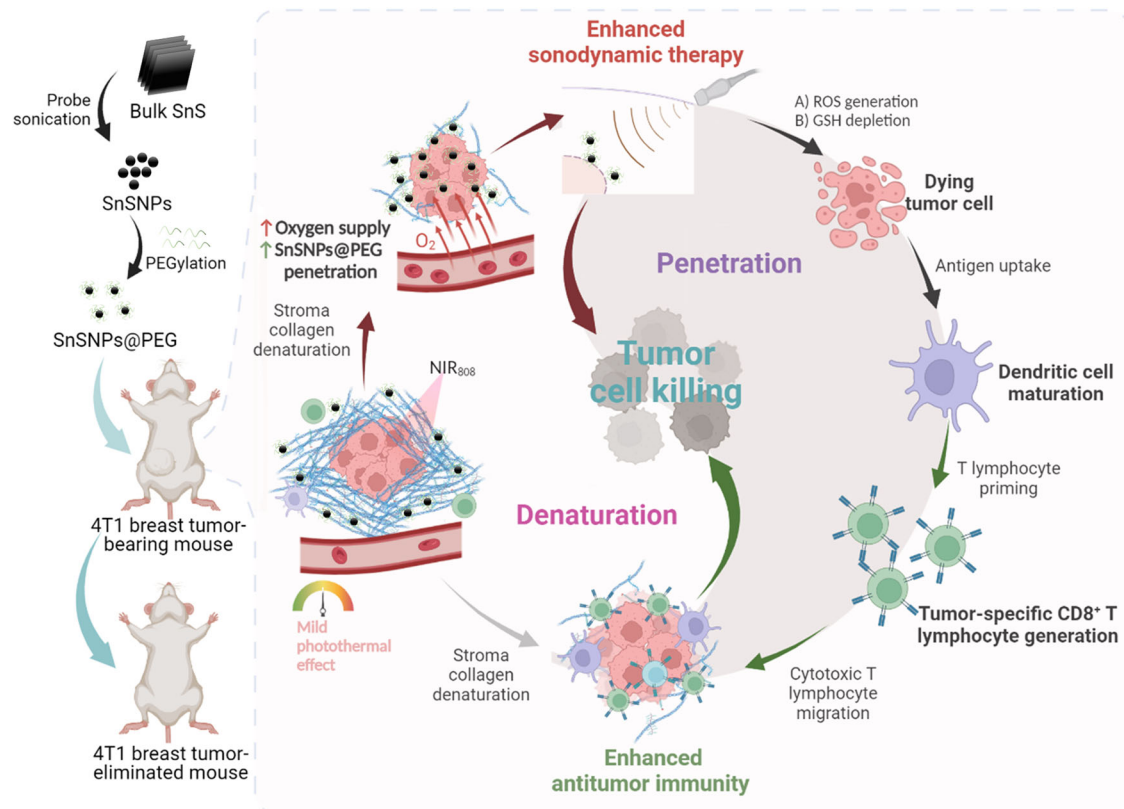 Bulk SnS
Probe
sonication
SnSNPs
PEGylation
SnSNPs@PEG
4T1 breast tumor-
bearing mouse
4T1 breast tumor-
eliminated mouse
Enhanced
sonodynamic therapy
A) ROS generation
B) GSH depletion
Dying
tumor cell
Antigen uptake
Dendritic cell
maturation
T lymphocyte
priming
Tumor-specific CD8⁺ T
lymphocyte generation
Cytotoxic T
lymphocyte
migration
Enhanced
antitumor immunity
Stroma
collagen
denaturation
Mild
photothermal
effect
NIR₈₀₈
Stroma
collagen
denaturation
↑ Oxygen supply
↑ SnSNPs@PEG
penetration
O₂
Penetration
Tumor
cell killing
Denaturation